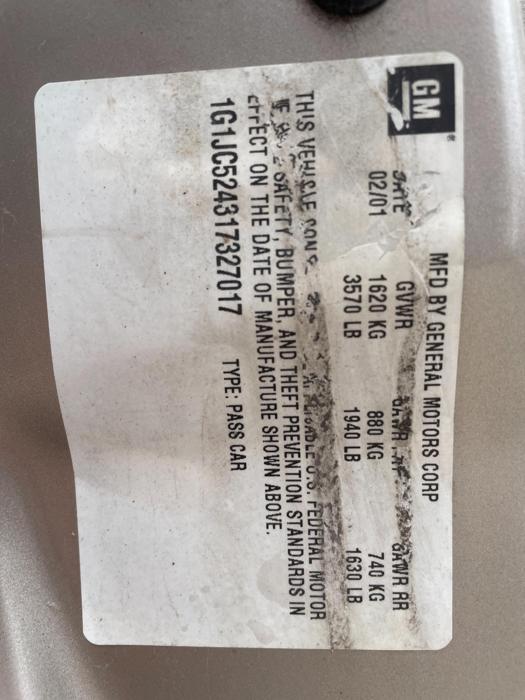 GM
MFD BY GENERAL MOTORS CORP
DATE GVWR GAWR RR
02/01 1620 KG 880 KG 740 KG
3570 LB 1940 LB 1630 LB
THIS VEHICLE U.S. FEDERAL MOTOR
SAFETY, BUMPER, AND THEFT PREVENTION STANDARDS IN
EFFECT ON THE DATE OF MANUFACTURE SHOWN ABOVE.
1G1JC524317327017 TYPE: PASS CAR